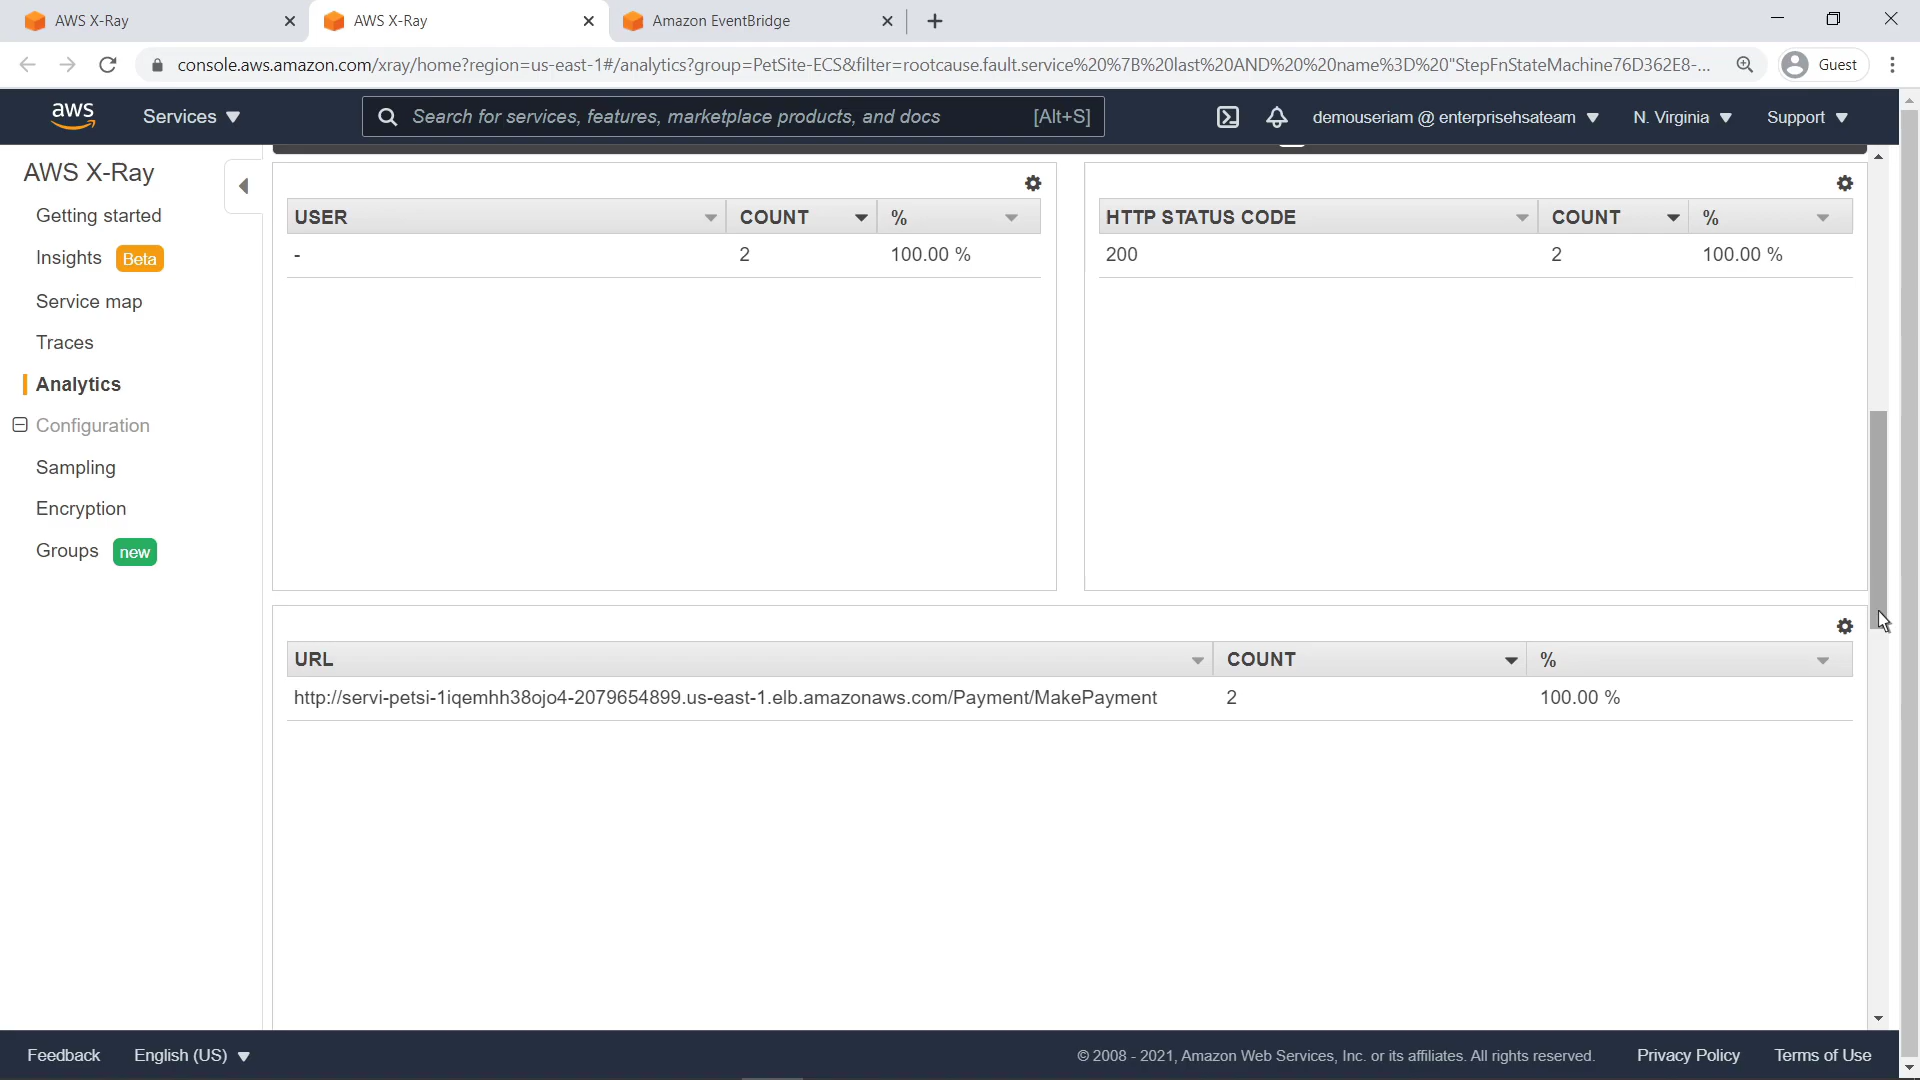 AWS X-Ray
AWS X-Ray
Amazon EventBridge
console.aws.amazon.com/xray/home?region=us-east-1#/analytics?group=PetSite-ECS&filter=rootcause.fault.service%20%7B%20last%20AND%20%20name%3D%20"StepFnStateMachine76D362E8-...
Guest
aws
Services
Search for services, features, marketplace products, and docs
[Alt+S]
demouseriam @ enterprisehsateam
N. Virginia
Support
AWS X-Ray
Getting started
Insights Beta
Service map
Traces
Analytics
Configuration
Sampling
Encryption
Groups new
USER COUNT %
- 2 100.00 %
HTTP STATUS CODE COUNT %
200 2 100.00 %
URL COUNT %
http://servi-petsi-1iqemhh38ojo4-2079654899.us-east-1.elb.amazonaws.com/Payment/MakePayment 2 100.00 %
Feedback
English (US)
© 2008 - 2021, Amazon Web Services, Inc. or its affiliates. All rights reserved.
Privacy Policy
Terms of Use